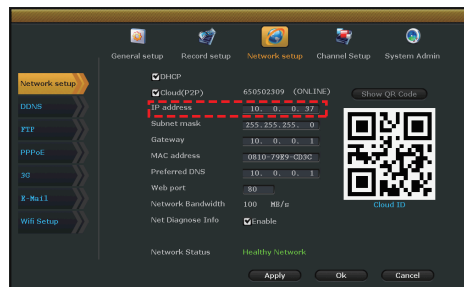 General setup Record setup Network setup Channel Setup System Admin
Network setup
DDNS
FTP
PPPoE
3G
E-Mail
Wifi Setup
DHCP
Cloud(P2P) 650502309 (ONLINE) Show QR Code
IP address 10. 0. 0. 37
Subnet mask 255.255.255. 0
Gateway 10. 0. 0. 1
MAC address 0810-79E9-CD3C
Preferred DNS 10. 0. 0. 1
Web port 80
Network Bandwidth 100 MB/s
Cloud ID
Net Diagnose Info Enable
Network Status Healthy Network
Apply Ok Cancel